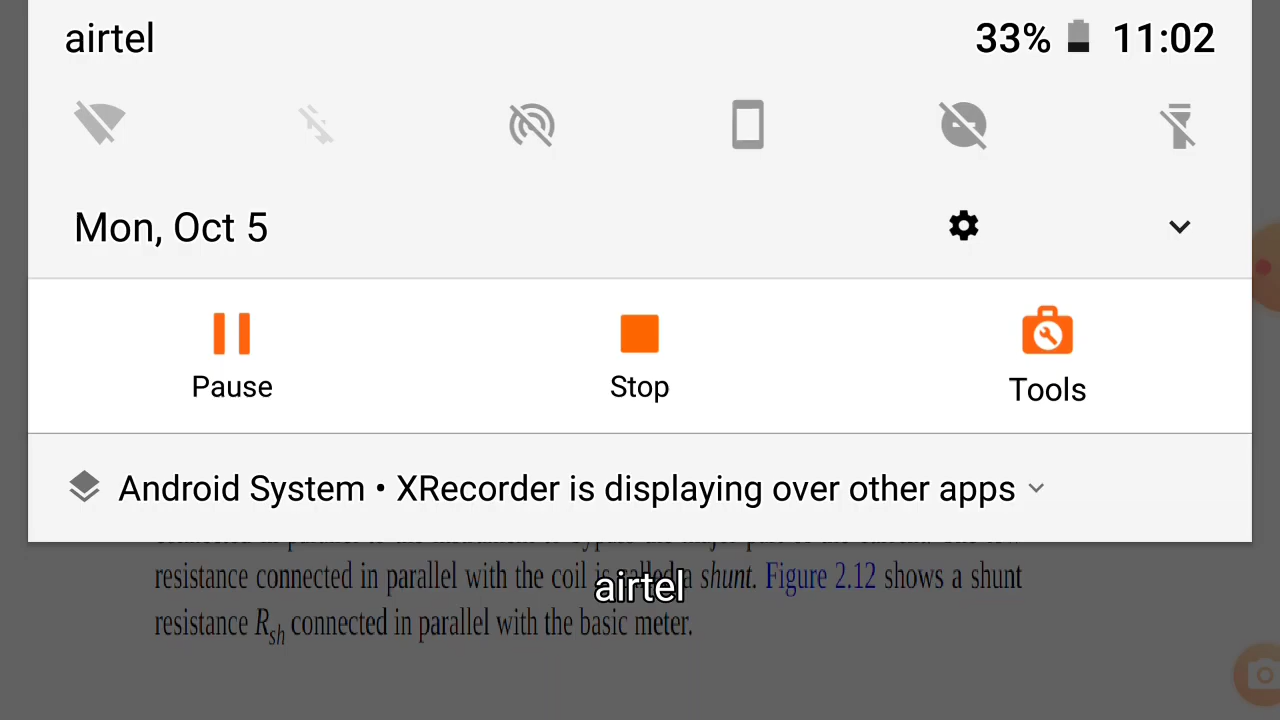 airtel 33% 11:02
Mon, Oct 5
Pause Stop Tools
Android System • XRecorder is displaying over other apps
resistance connected in parallel with the coil is called a shunt. Figure 2.12 shows a shunt
airtel
resistance Rsh connected in parallel with the basic meter.